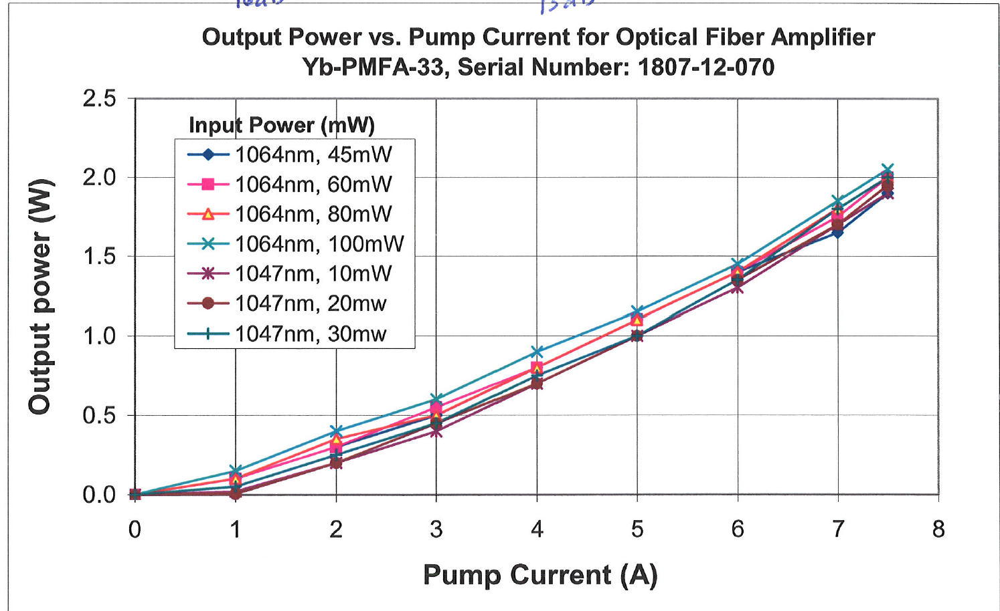 Output Power vs. Pump Current for Optical Fiber Amplifier
Yb-PMFA-33, Serial Number: 1807-12-070
2.5
2.0
1.5
1.0
0.5
0.0
Output power (W)
Input Power (mW)
1064nm, 45mW
1064nm, 60mW
1064nm, 80mW
1064nm, 100mW
1047nm, 10mW
1047nm, 20mw
1047nm, 30mw
0 1 2 3 4 5 6 7 8
Pump Current (A)